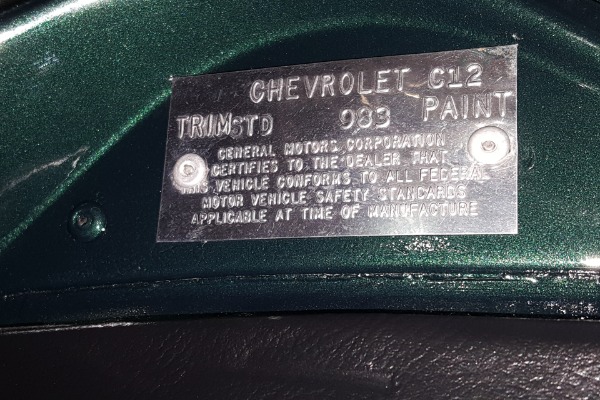 CHEVROLET C12
TRIM STD 983 PAINT
GENERAL MOTORS CORPORATION
CERTIFIES TO THE DEALER THAT
THIS VEHICLE CONFORMS TO ALL FEDERAL
MOTOR VEHICLE SAFETY STANDARDS
APPLICABLE AT TIME OF MANUFACTURE